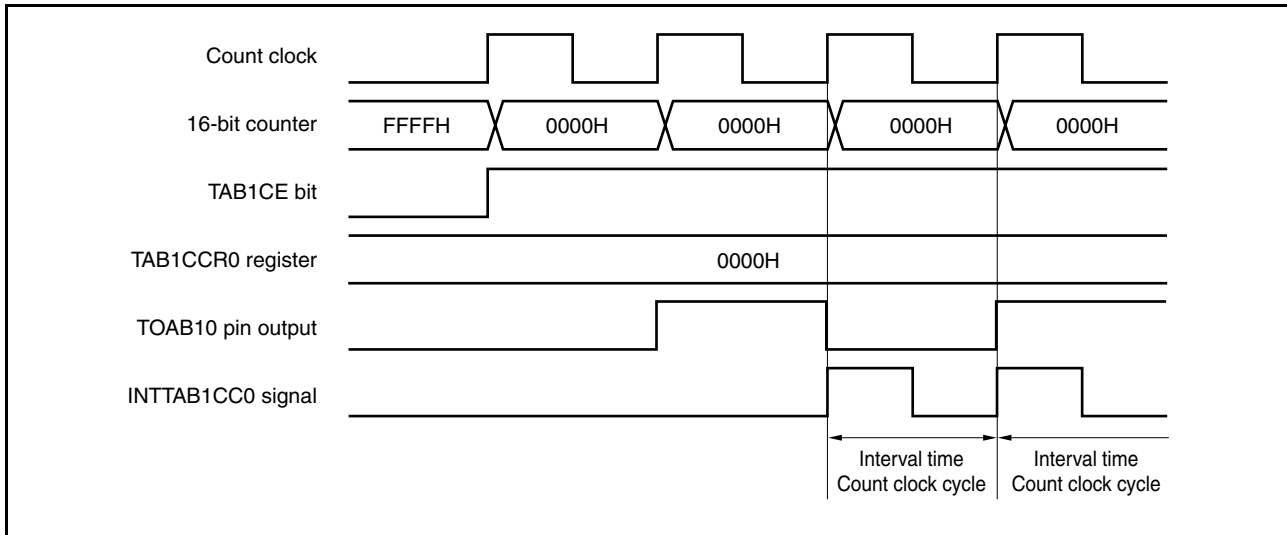 Count clock
16-bit counter
FFFFH 0000H 0000H 0000H 0000H
TAB1CE bit
TAB1CCR0 register
0000H
TOAB10 pin output
INTTAB1CC0 signal
Interval time Interval time
Count clock cycle Count clock cycle